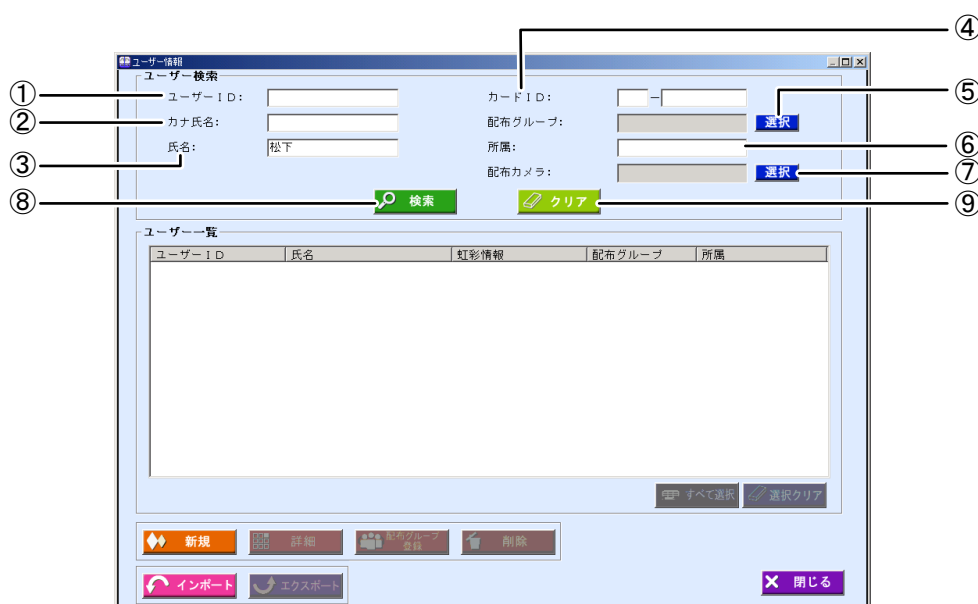 ④
ユーザー情報
ユーザー検索
① ユーザーＩＤ: カードＩＤ: － ⑤
② カナ氏名: 配布グループ: 選択
③ 氏名: 松下 所属: ⑥
配布カメラ: 選択 ⑦
⑧ 検索 クリア ⑨
ユーザー一覧
ユーザーＩＤ 氏名 虹彩情報 配布グループ 所属
すべて選択 選択クリア
新規 詳細 配布グループ 削除
登録
インポート エクスポート 閉じる